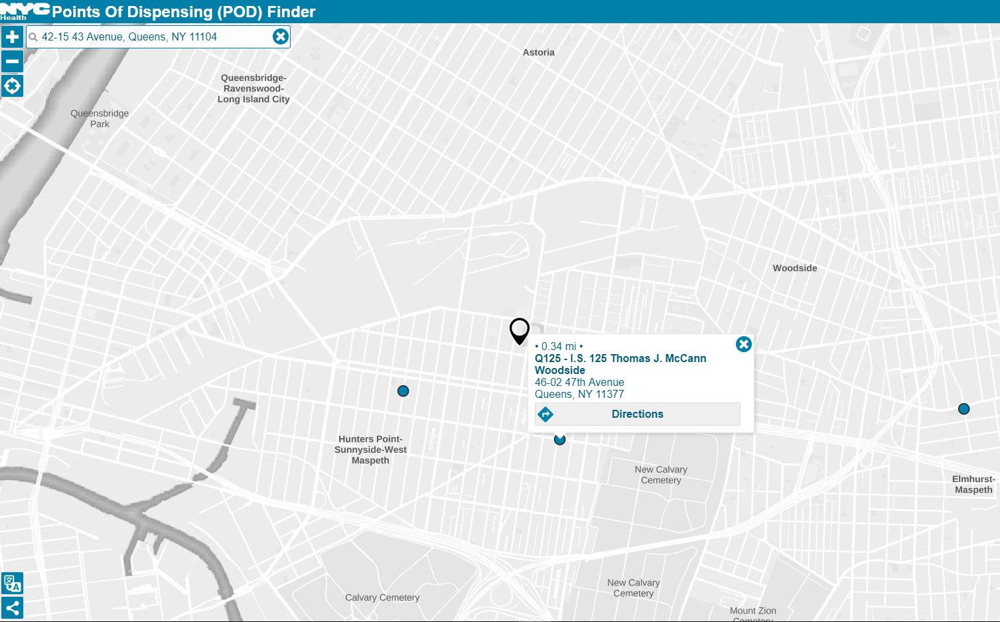 NYC
Health
Points Of Dispensing (POD) Finder
42-15 43 Avenue, Queens, NY 11104
Astoria
Queensbridge-
Ravenswood-
Long Island City
Queensbridge
Park
Woodside
• 0.34 mi •
Q125 - I.S. 125 Thomas J. McCann
Woodside
46-02 47th Avenue
Queens, NY 11377
Directions
Hunters Point-
Sunnyside-West
Maspeth
New Calvary
Cemetery
Elmhurst-
Maspeth
New Calvary
Cemetery
Calvary Cemetery
Mount Zion
Cemetery